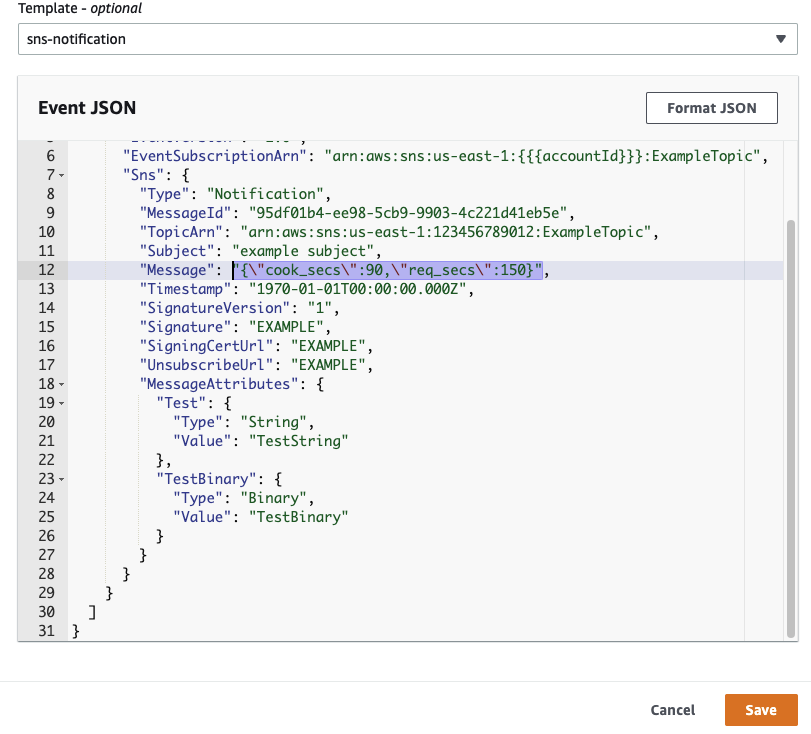 Template - optional
sns-notification
Event JSON
Format JSON
6 "EventSubscriptionArn": "arn:aws:sns:us-east-1:{{{accountId}}}:ExampleTopic",
7 "Sns": {
8 "Type": "Notification",
9 "MessageId": "95df01b4-ee98-5cb9-9903-4c221d41eb5e",
10 "TopicArn": "arn:aws:sns:us-east-1:123456789012:ExampleTopic",
11 "Subject": "example subject",
12 "Message": "{\"cook_secs\":90,\"req_secs\":150}",
13 "Timestamp": "1970-01-01T00:00:00.000Z",
14 "SignatureVersion": "1",
15 "Signature": "EXAMPLE",
16 "SigningCertUrl": "EXAMPLE",
17 "UnsubscribeUrl": "EXAMPLE",
18 "MessageAttributes": {
19 "Test": {
20 "Type": "String",
21 "Value": "TestString"
22 },
23 "TestBinary": {
24 "Type": "Binary",
25 "Value": "TestBinary"
26 }
27 }
28 }
29 }
30 ]
31 }
Cancel
Save